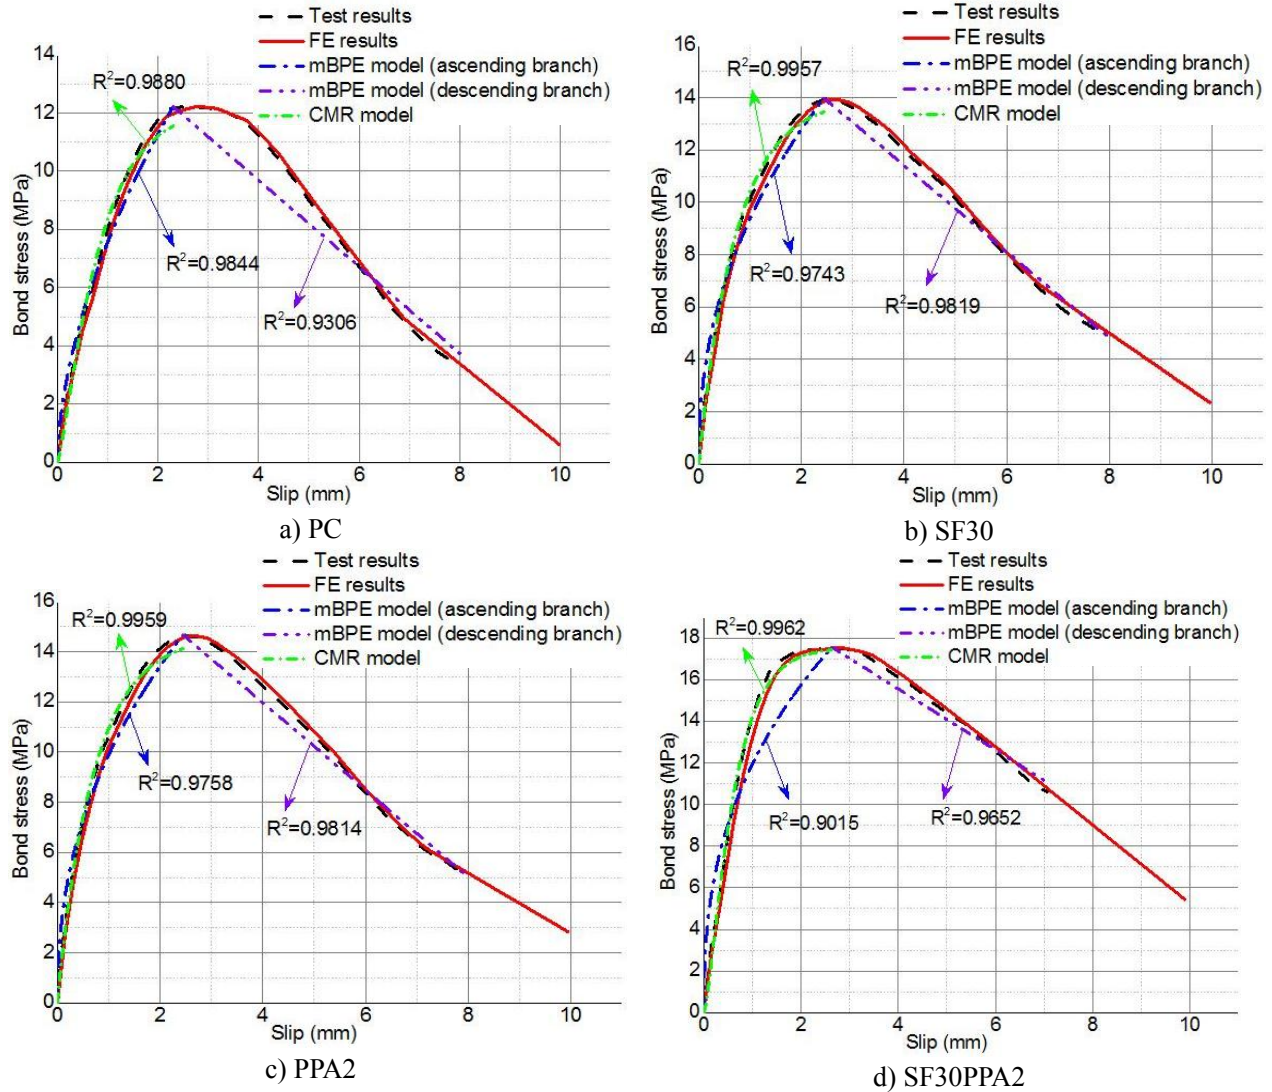 Test results
FE results
mBPE model (ascending branch)
mBPE model (descending branch)
CMR model
R²=0.9880
R²=0.9844
R²=0.9306
14
12
10
8
6
4
2
0
Bond stress (MPa)
0 2 4 6 8 10
Slip (mm)
a) PC
Test results
FE results
mBPE model (ascending branch)
mBPE model (descending branch)
CMR model
R²=0.9957
R²=0.9743
R²=0.9819
16
14
12
10
8
6
4
2
0
Bond stress (MPa)
0 2 4 6 8 10
Slip (mm)
b) SF30
Test results
FE results
mBPE model (ascending branch)
mBPE model (descending branch)
CMR model
R²=0.9959
R²=0.9758
R²=0.9814
16
14
12
10
8
6
4
2
0
Bond stress (MPa)
0 2 4 6 8 10
Slip (mm)
c) PPA2
Test results
FE results
mBPE model (ascending branch)
mBPE model (descending branch)
CMR model
R²=0.9962
R²=0.9015
R²=0.9652
18
16
14
12
10
8
6
4
2
0
Bond stress (MPa)
0 2 4 6 8 10
Slip (mm)
d) SF30PPA2